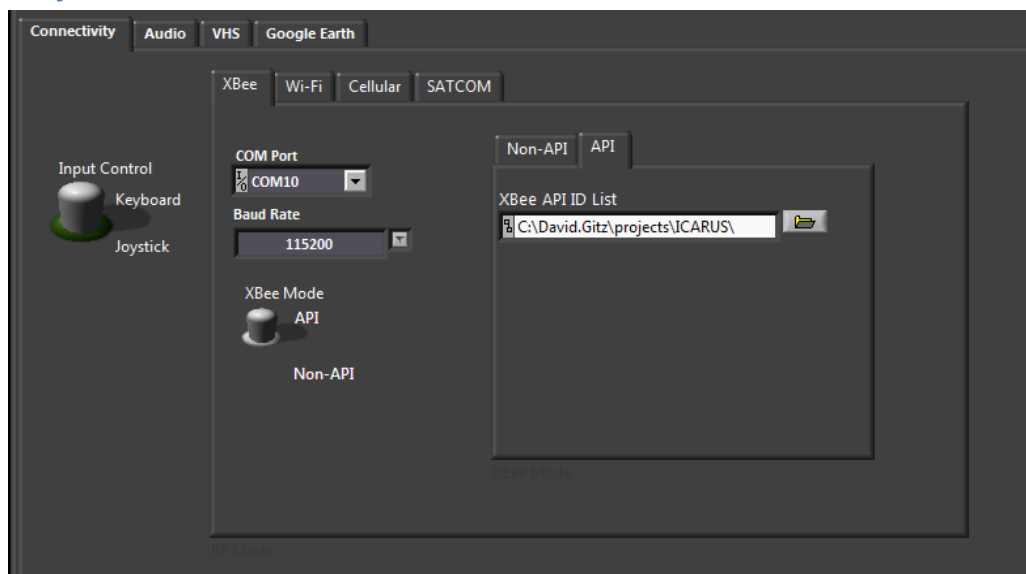 Connectivity Audio VHS Google Earth
XBee Wi-Fi Cellular SATCOM
Non-API API
Input Control
Keyboard
Joystick
COM Port
COM10
Baud Rate
115200
XBee Mode
API
Non-API
XBee API ID List
C:\David.Gitz\projects\ICARUS\
XBee Mode
RF Mode